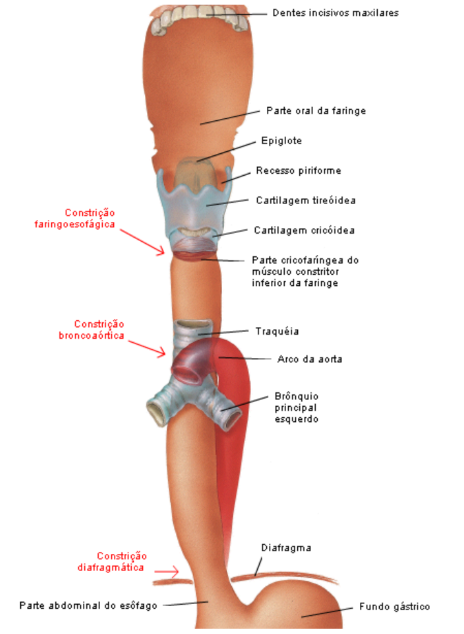 Dentes incisivos maxilares
Parte oral da faringe
Epiglote
Recesso piriforme
Cartilagem tireóidea
Constrição
faringoesofágica
Cartilagem cricóidea
Parte cricofaríngea do
músculo constritor
inferior da faringe
Constrição
broncoaórtica
Traquéia
Arco da aorta
Brônquio
principal
esquerdo
Constrição
diafragmática
Diafragma
Parte abdominal do esôfago
Fundo gástrico